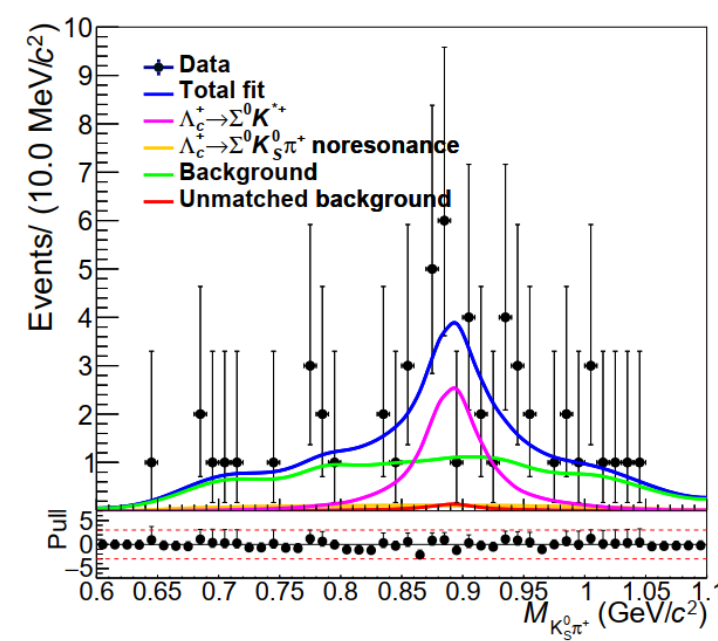 10
9
8
7
6
5
4
3
2
1
Events/ (10.0 MeV/c²)
Data
Total fit
Λc⁺→Σ⁰K*⁺
Λc⁺→Σ⁰K⁰Sπ⁺ noresonance
Background
Unmatched background
Pull
5
0
−5
0.6 0.65 0.7 0.75 0.8 0.85 0.9 0.95 1 1.05 1.1
M K⁰Sπ⁺ (GeV/c²)